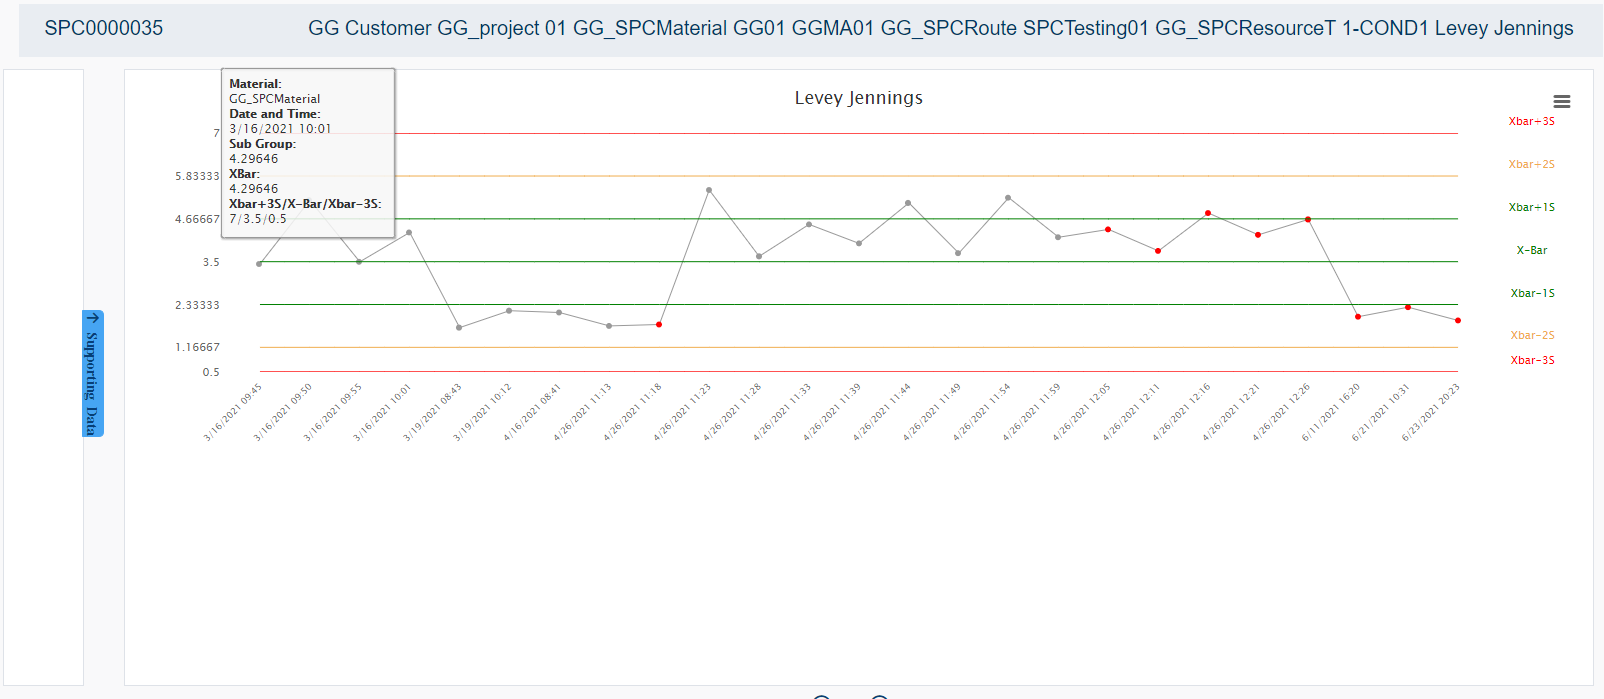 SPC0000035
GG Customer GG_project 01 GG_SPCMaterial GG01 GGMA01 GG_SPCRoute SPCTesting01 GG_SPCResourceT 1-COND1 Levey Jennings
Material:
GG_SPCMaterial
Date and Time:
3/16/2021 10:01
Sub Group:
4.29646
XBar:
4.29646
Xbar+3S/X-Bar/Xbar-3S:
7/3.5/0.5
Levey Jennings
7
5.83333
4.66667
3.5
2.33333
1.16667
0.5
Xbar+3S
Xbar+2S
Xbar+1S
X-Bar
Xbar-1S
Xbar-2S
Xbar-3S
Supporting Data
3/16/2021 09:45
3/16/2021 09:50
3/16/2021 09:55
3/16/2021 10:01
3/19/2021 08:43
3/19/2021 10:12
4/16/2021 08:41
4/26/2021 11:13
4/26/2021 11:18
4/26/2021 11:23
4/26/2021 11:28
4/26/2021 11:33
4/26/2021 11:39
4/26/2021 11:44
4/26/2021 11:49
4/26/2021 11:54
4/26/2021 11:59
4/26/2021 12:05
4/26/2021 12:11
4/26/2021 12:16
4/26/2021 12:21
4/26/2021 12:26
6/11/2021 16:20
6/21/2021 10:31
6/23/2021 20:23